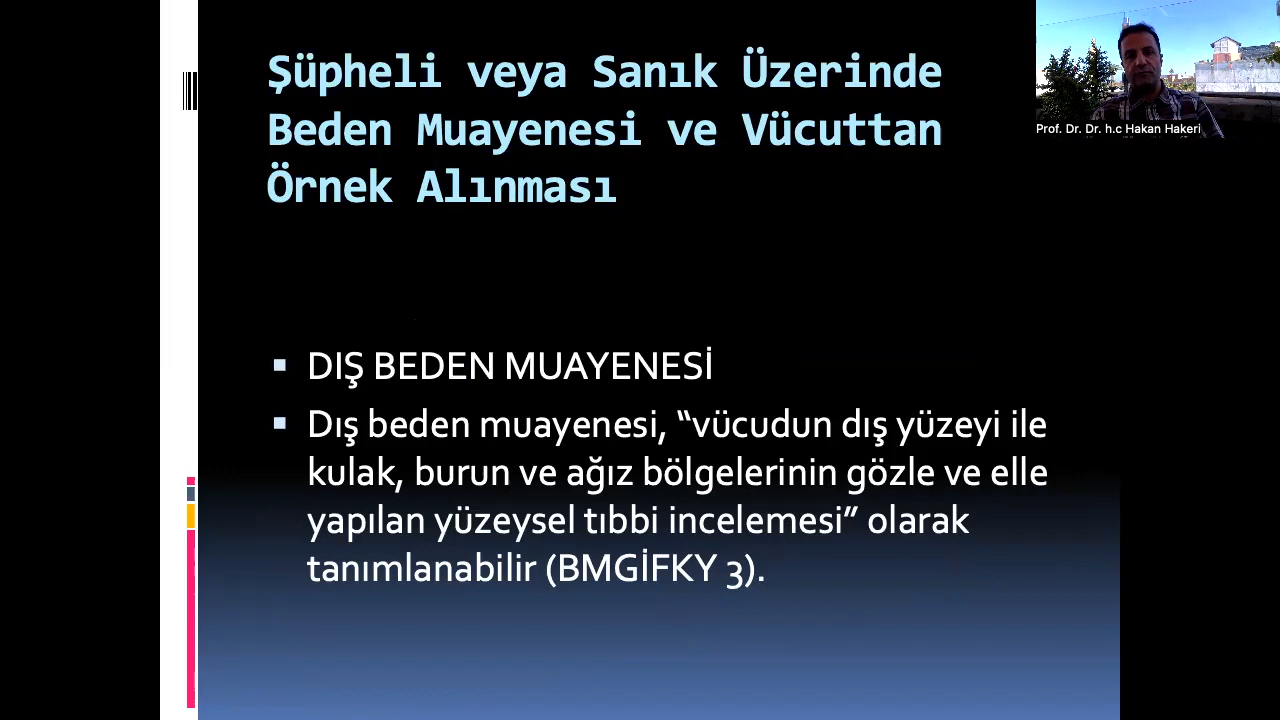 Şüpheli veya Sanık Üzerinde
Beden Muayenesi ve Vücuttan
Örnek Alınması
Prof. Dr. Dr. h.c Hakan Hakeri
▪ DIŞ BEDEN MUAYENESİ
▪ Dış beden muayenesi, “vücudun dış yüzeyi ile
kulak, burun ve ağız bölgelerinin gözle ve elle
yapılan yüzeysel tıbbi incelemesi” olarak
tanımlanabilir (BMGİFKY 3).